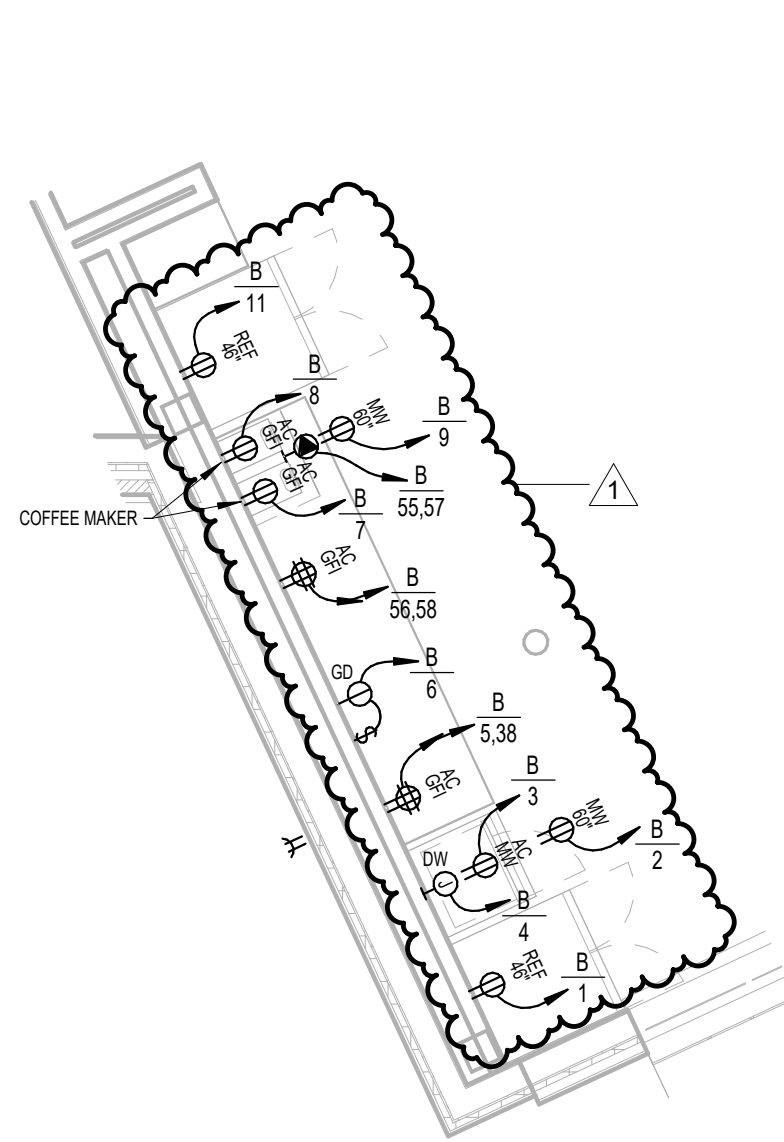 B
11
REF
46"
B
8
MW
60"
B
9
AC
GFI
AC
GFI
B
55,57
1
B
7
COFFEE MAKER
AC
GFI
B
56,58
GD
B
6
$
B
5,38
AC
GFI
B
3
MW
60"
B
2
AC
MW
DW
J
B
4
REF
46"
B
1